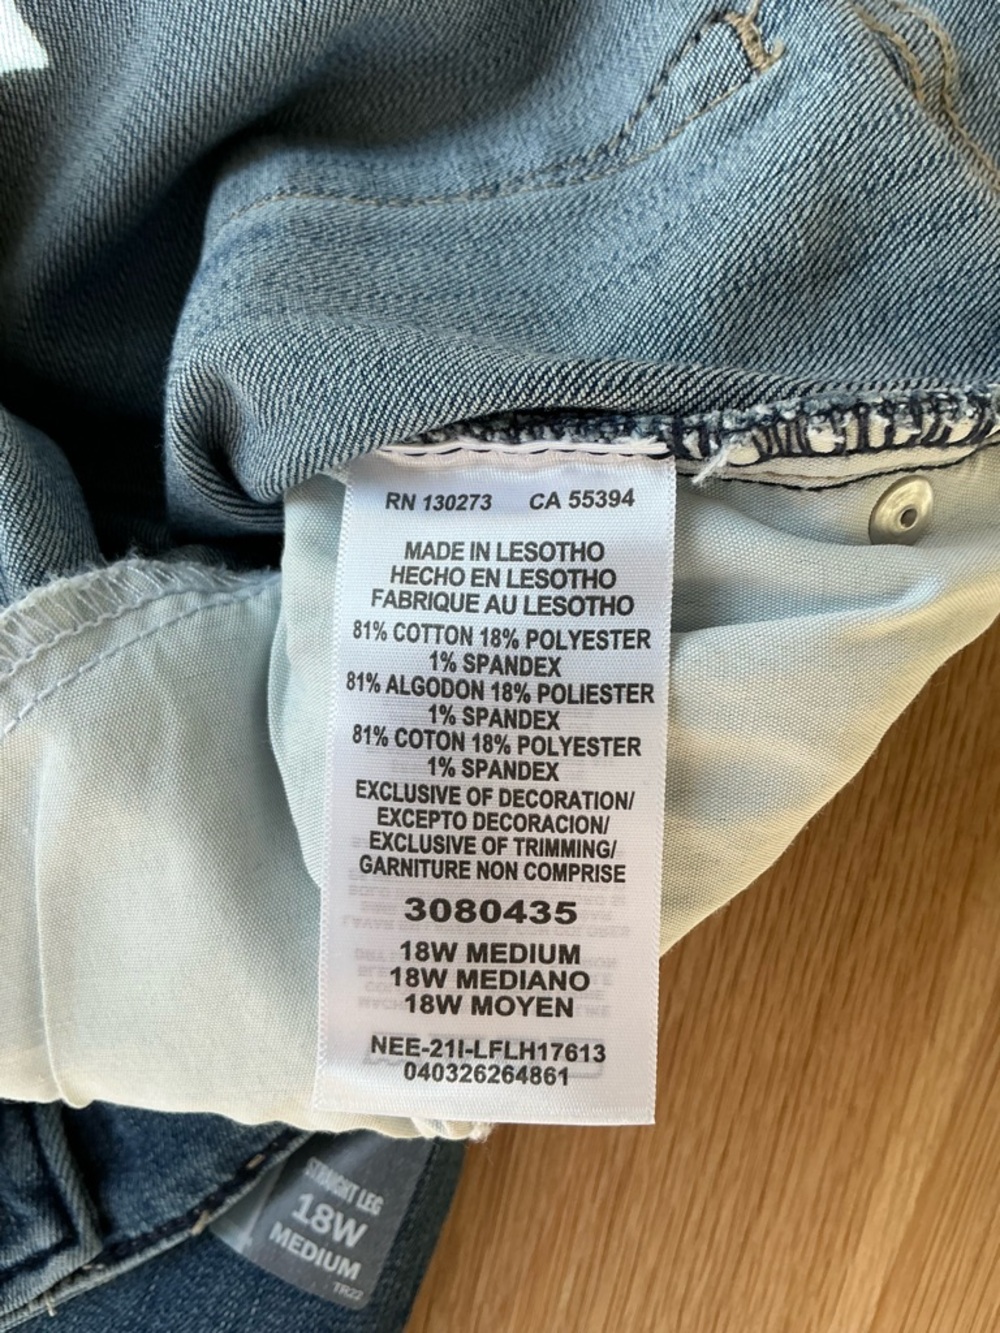 RN 130273 CA 55394
MADE IN LESOTHO
HECHO EN LESOTHO
FABRIQUE AU LESOTHO
81% COTTON 18% POLYESTER
1% SPANDEX
81% ALGODON 18% POLIESTER
1% SPANDEX
81% COTON 18% POLYESTER
1% SPANDEX
EXCLUSIVE OF DECORATION/
EXCEPTO DECORACION/
EXCLUSIVE OF TRIMMING/
GARNITURE NON COMPRISE
3080435
18W MEDIUM
18W MEDIANO
18W MOYEN
NEE-21I-LFLH17613
040326264861
STRAIGHT LEG
18W
MEDIUM
TR22